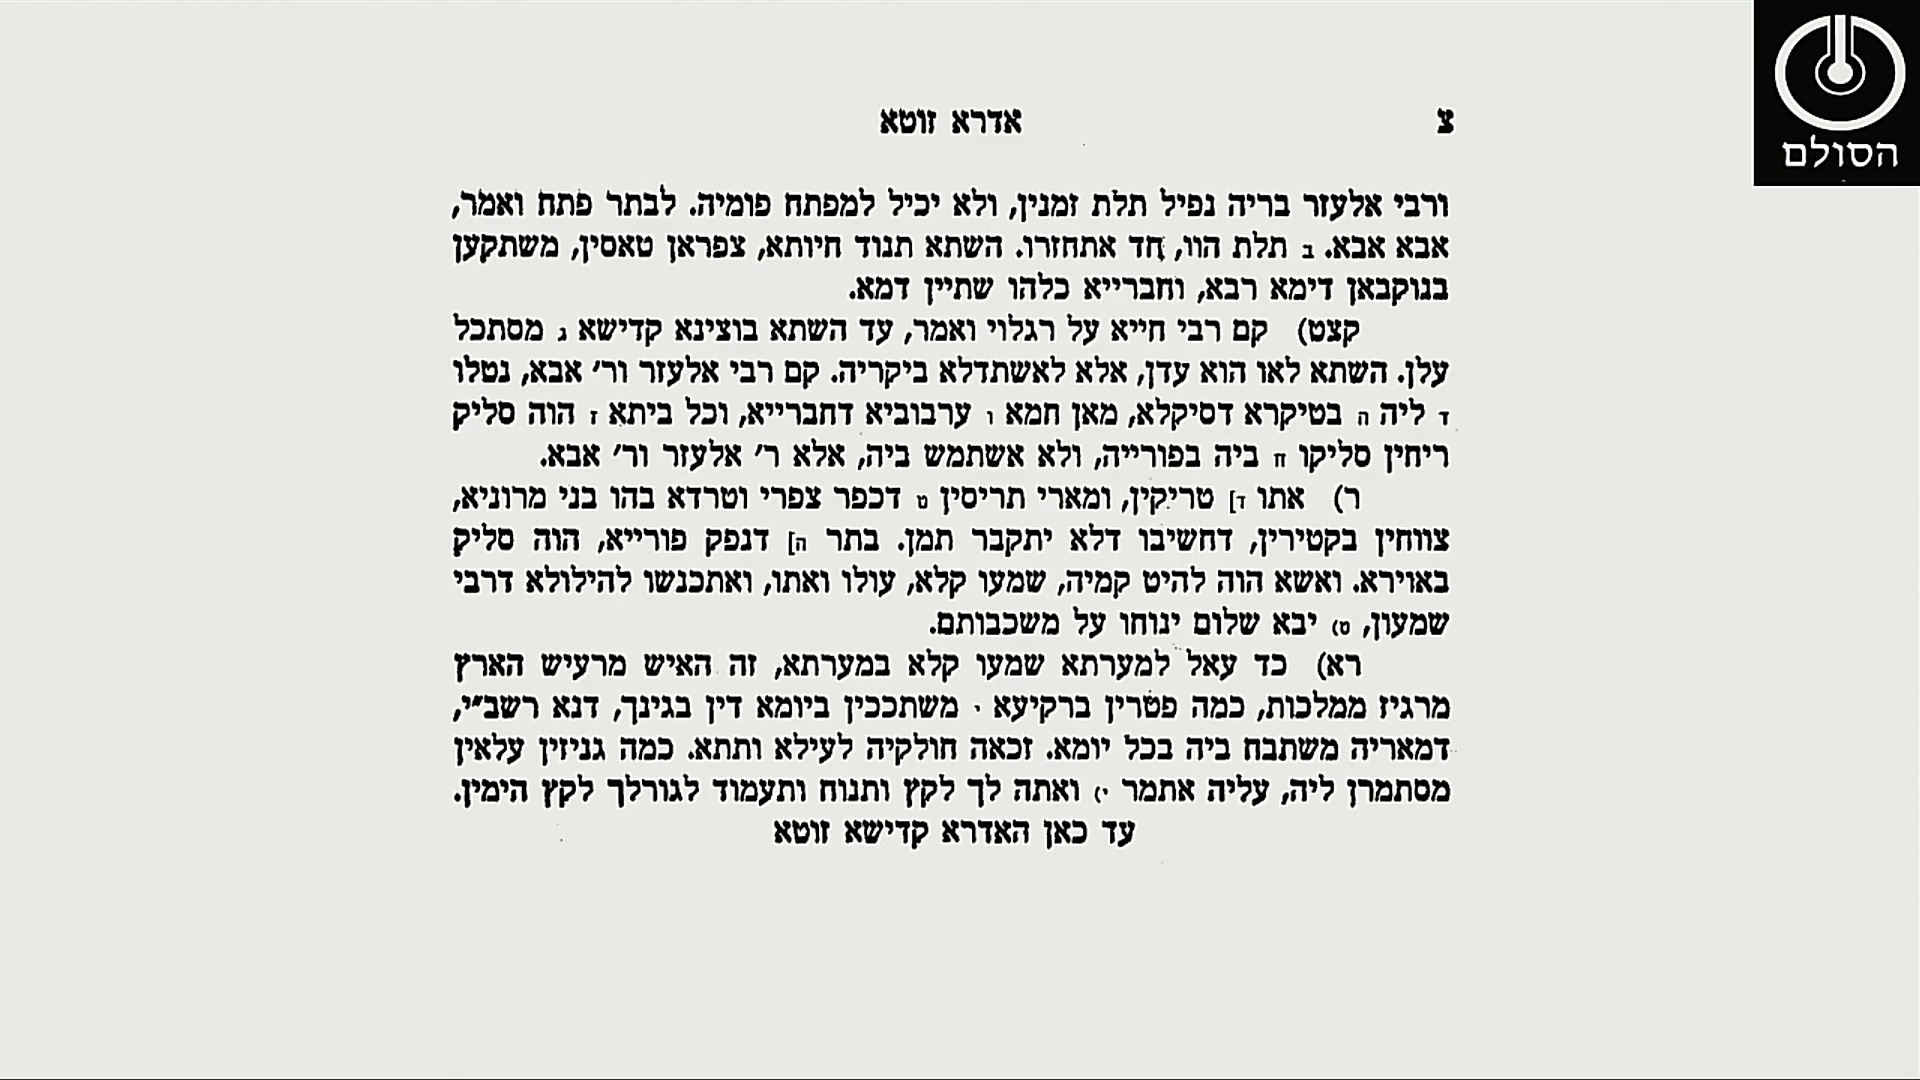 צ אדרא זוטא
הסולם
ורבי אלעזר בריה נפיל תלת זמנין, ולא יכיל למפתח פומיה. לבתר פתח ואמר,
אבא אבא. ב תלת הוו, חד אתחזרו. השתא תנוד חיותא, צפראן טאסין, משתקען
בנוקבאן דימא רבא, וחברייא כלהו שתיין דמא.
קצט) קם רבי חייא על רגלוי ואמר, עד השתא בוצינא קדישא ג מסתכל
עלן. השתא לאו הוא עדן, אלא לאשתדלא ביקריה. קם רבי אלעזר ור׳ אבא, נטלו
ד ליה ה בטיקרא דסיקלא, מאן חמא ו ערבוביא דחברייא, וכל ביתא ז הוה סליק
ריחין סליקו ח ביה בפורייה, ולא אשתמש ביה, אלא ר׳ אלעזר ור׳ אבא.
ר) אתו ד] טריקין, ומארי תריסין ט דכפר צפרי וטרדא בהו בני מרוניא,
צווחין בקטירין, דחשיבו דלא יתקבר תמן. בתר ה] דנפק פורייא, הוה סליק
באוירא. ואשא הוה להיט קמיה, שמעו קלא, עולו ואתו, ואתכנשו להילולא דרבי
שמעון, ט) יבא שלום ינוחו על משכבותם.
רא) כד עאל למערתא שמעו קלא במערתא, זה האיש מרעיש הארץ
מרגיז ממלכות, כמה פטרין ברקיעא י משתככין ביומא דין בגינך, דנא רשב״י,
דמאריה משתבח ביה בכל יומא. זכאה חולקיה לעילא ותתא. כמה גניזין עלאין
מסתמרן ליה, עליה אתמר י) ואתה לך לקץ ותנוח ותעמוד לגורלך לקץ הימין.
עד כאן האדרא קדישא זוטא